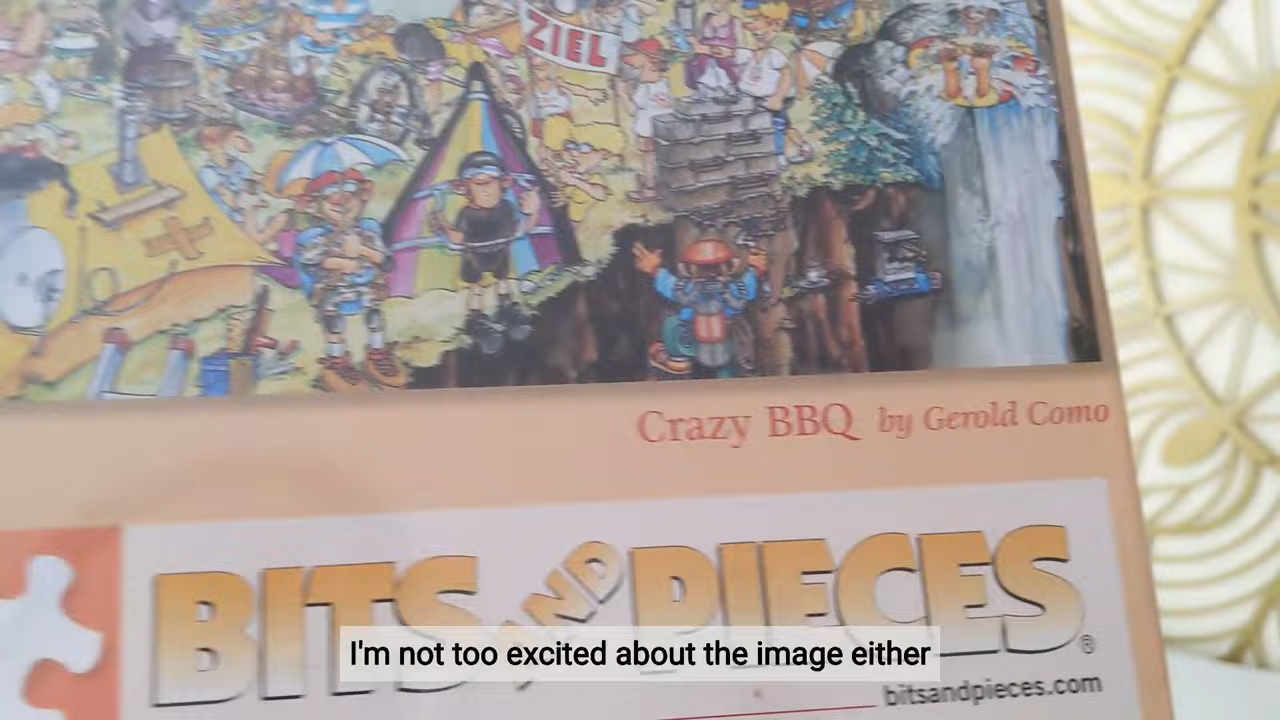 ZIEL
Crazy BBQ by Gerold Como
BITS AND PIECES®
I'm not too excited about the image either
bitsandpieces.com